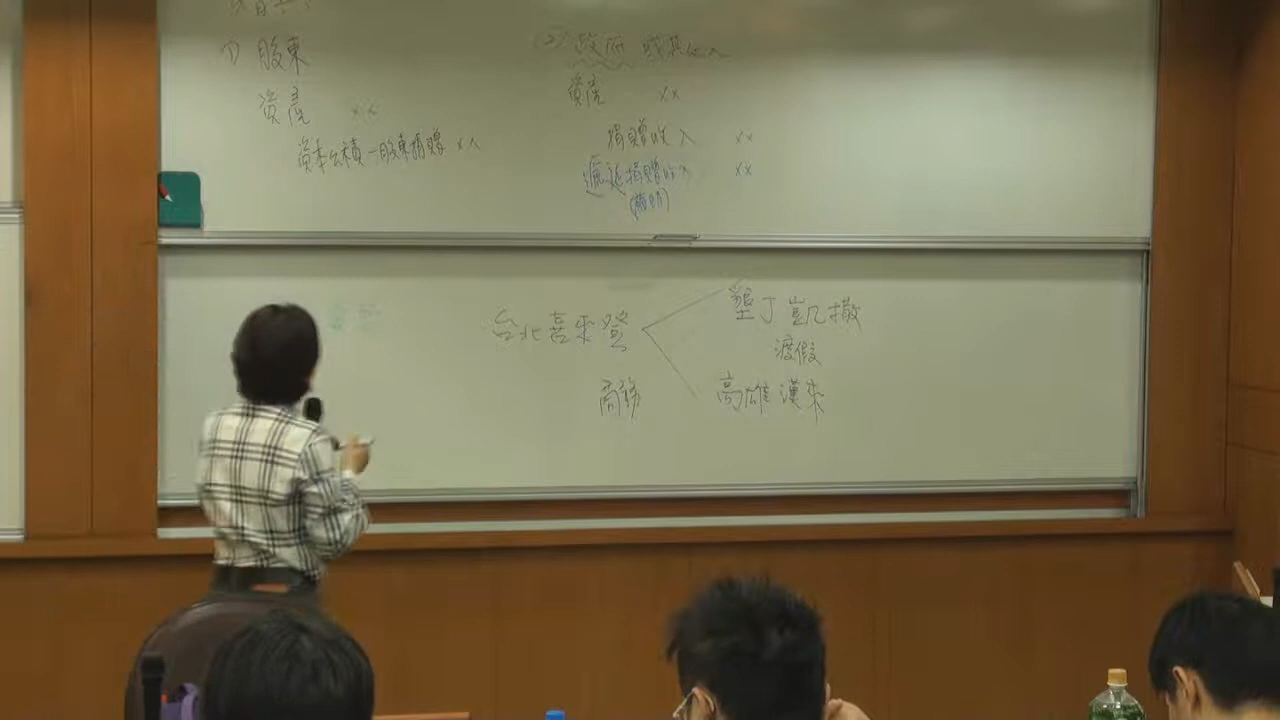 (1) 股東
資產 xx
資本公積－股東捐贈 xx
(2) 政府 或其他人
資產 xx
捐贈收入 xx
遞延捐贈收入 xx
台北喜來登
商務
墾丁凱撒
渡假
高雄漢來